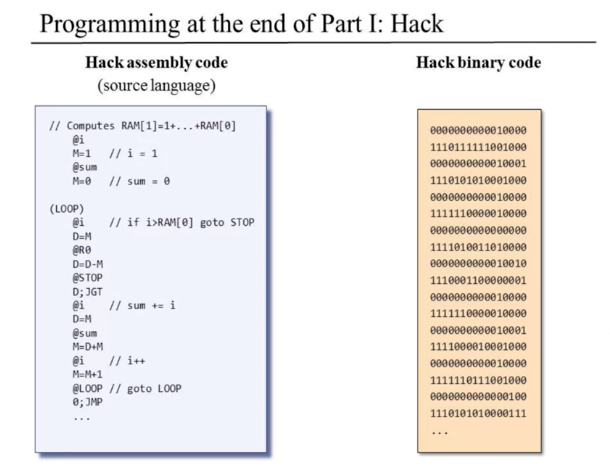 Programming at the end of Part I: Hack
Hack assembly code
(source language)
// Computes RAM[1]=1+...+RAM[0]
@i
M=1 // i = 1
@sum
M=0 // sum = 0
(LOOP)
@i // if i>RAM[0] goto STOP
D=M
@R0
D=D-M
@STOP
D;JGT
@i // sum += i
D=M
@sum
M=D+M
@i // i++
M=M+1
@LOOP // goto LOOP
0;JMP
...
Hack binary code
0000000000010000
1110111111001000
0000000000010001
1110101010001000
0000000000010000
1111110000010000
0000000000000000
1111010011010000
0000000000010010
1110001100000001
0000000000010000
1111110000010000
0000000000010001
1111000010001000
0000000000010000
1111110111001000
0000000000000100
1110101010000111
...